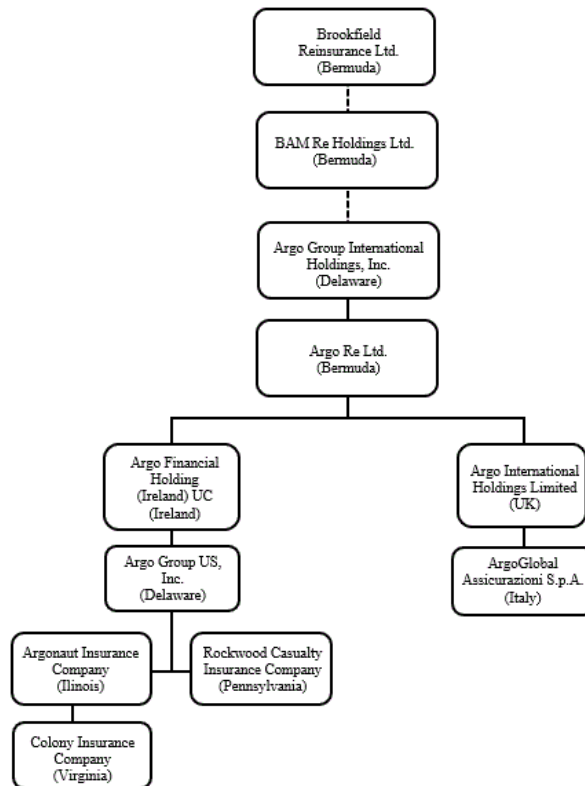 Brookfield
Reinsurance Ltd.
(Bermuda)
BAM Re Holdings Ltd.
(Bermuda)
Argo Group International
Holdings, Inc.
(Delaware)
Argo Re Ltd.
(Bermuda)
Argo Financial
Holding
(Ireland) UC
(Ireland)
Argo International
Holdings Limited
(UK)
Argo Group US,
Inc.
(Delaware)
ArgoGlobal
Assicurazioni S.p.A.
(Italy)
Argonaut Insurance
Company
(Ilinois)
Rockwood Casualty
Insurance Company
(Pennsylvania)
Colony Insurance
Company
(Virginia)